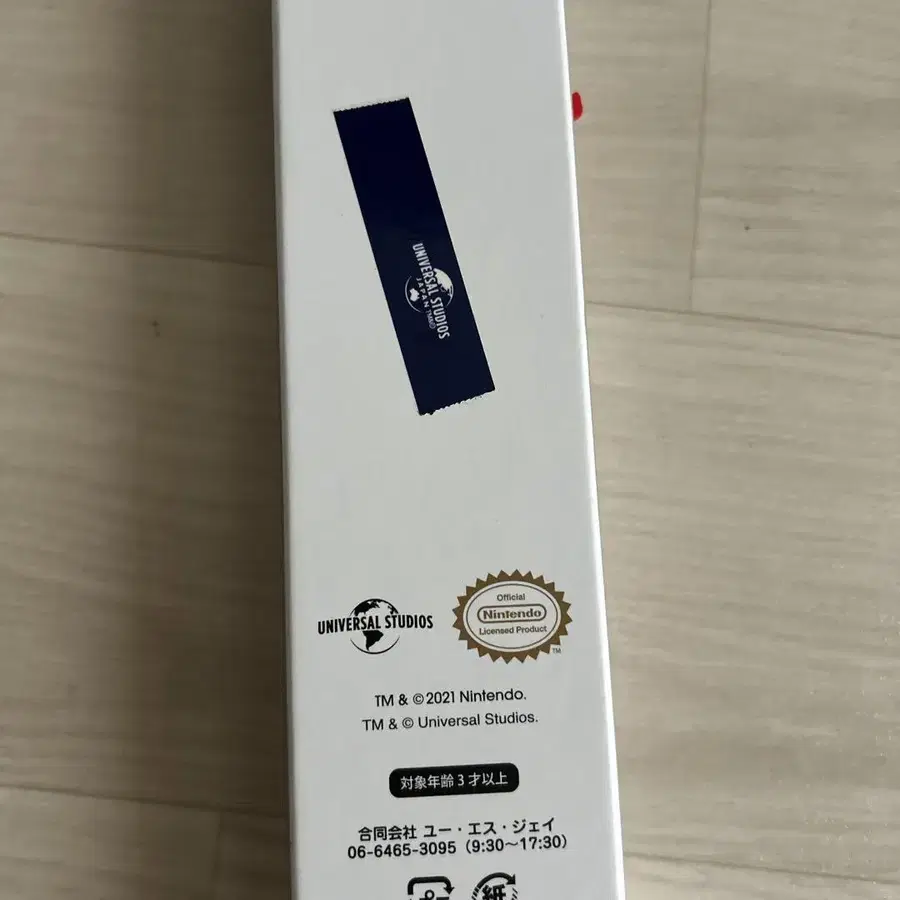 UNIVERSAL STUDIOS
JAPAN TM&©
UNIVERSAL STUDIOS
Official
Nintendo
Licensed Product
TM
TM & ©2021 Nintendo.
TM & © Universal Studios.
対象年齢 3 才以上
合同会社 ユー・エス・ジェイ
06-6465-3095（9:30〜17:30）
紙